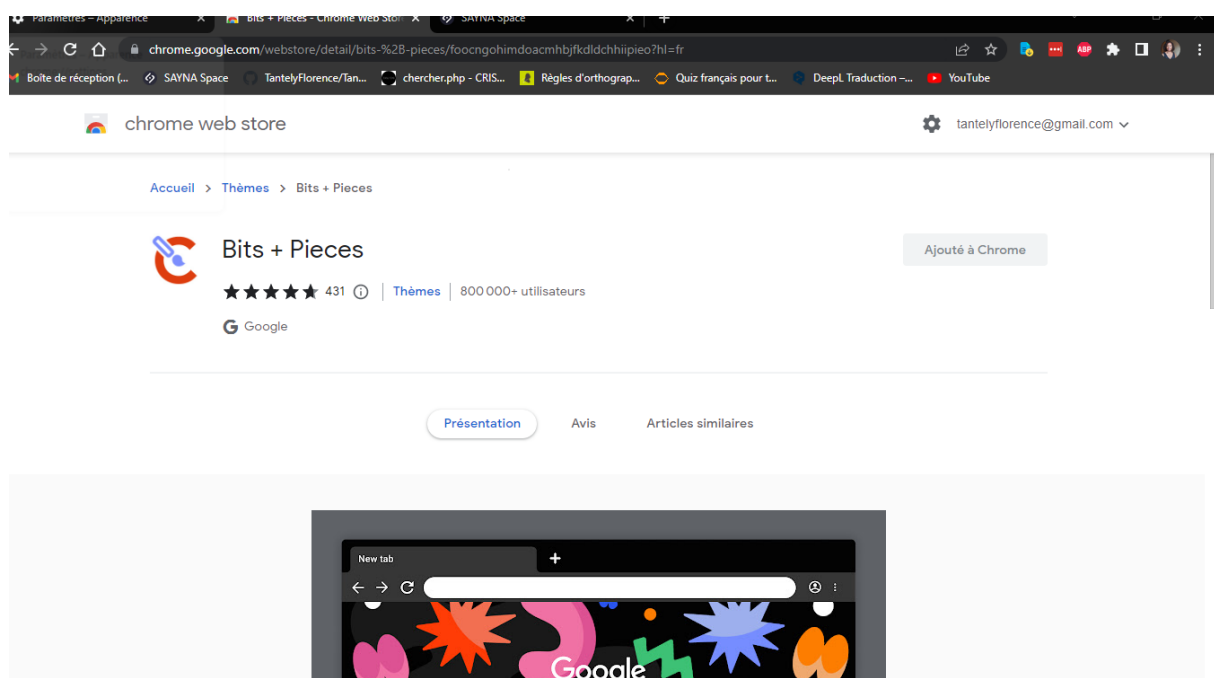 Paramètres – Apparence × Bits + Pieces - Chrome Web Stor × SAYNA Space × +
chrome.google.com/webstore/detail/bits-%2B-pieces/foocngohimdoacmhbjfkdldchhiipieo?hl=fr ABP
Boîte de réception (... SAYNA Space TantelyFlorence/Tan... chercher.php - CRIS... Règles d'orthograp... Quiz français pour t... DeepL Traduction –... YouTube
chrome web store tantelyflorence@gmail.com
Accueil > Thèmes > Bits + Pieces
Bits + Pieces Ajouté à Chrome
431 Thèmes 800 000+ utilisateurs
G Google
Présentation Avis Articles similaires
New tab +
Google